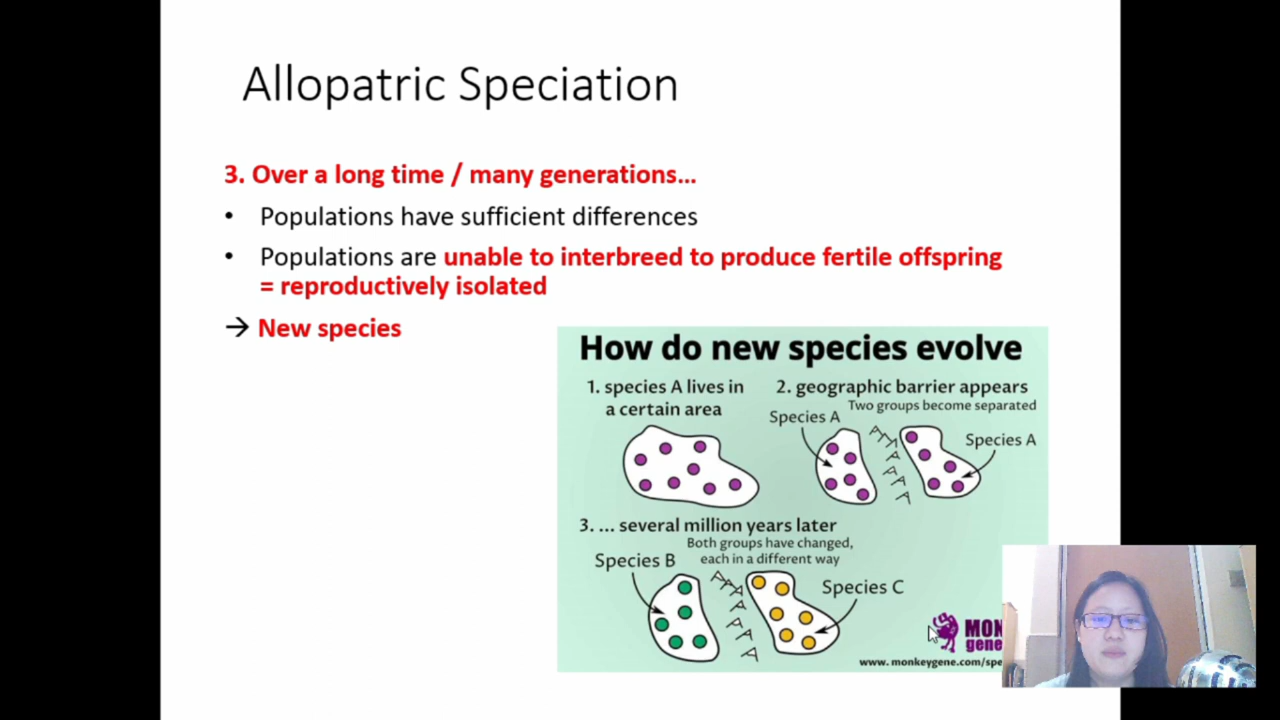 Allopatric Speciation
3. Over a long time / many generations...
• Populations have sufficient differences
• Populations are unable to interbreed to produce fertile offspring
= reproductively isolated
→ New species
How do new species evolve
1. species A lives in
a certain area
2. geographic barrier appears
Two groups become separated
Species A
Species A
3. ... several million years later
Both groups have changed,
each in a different way
Species B
Species C
www. monkeygene.com/spe